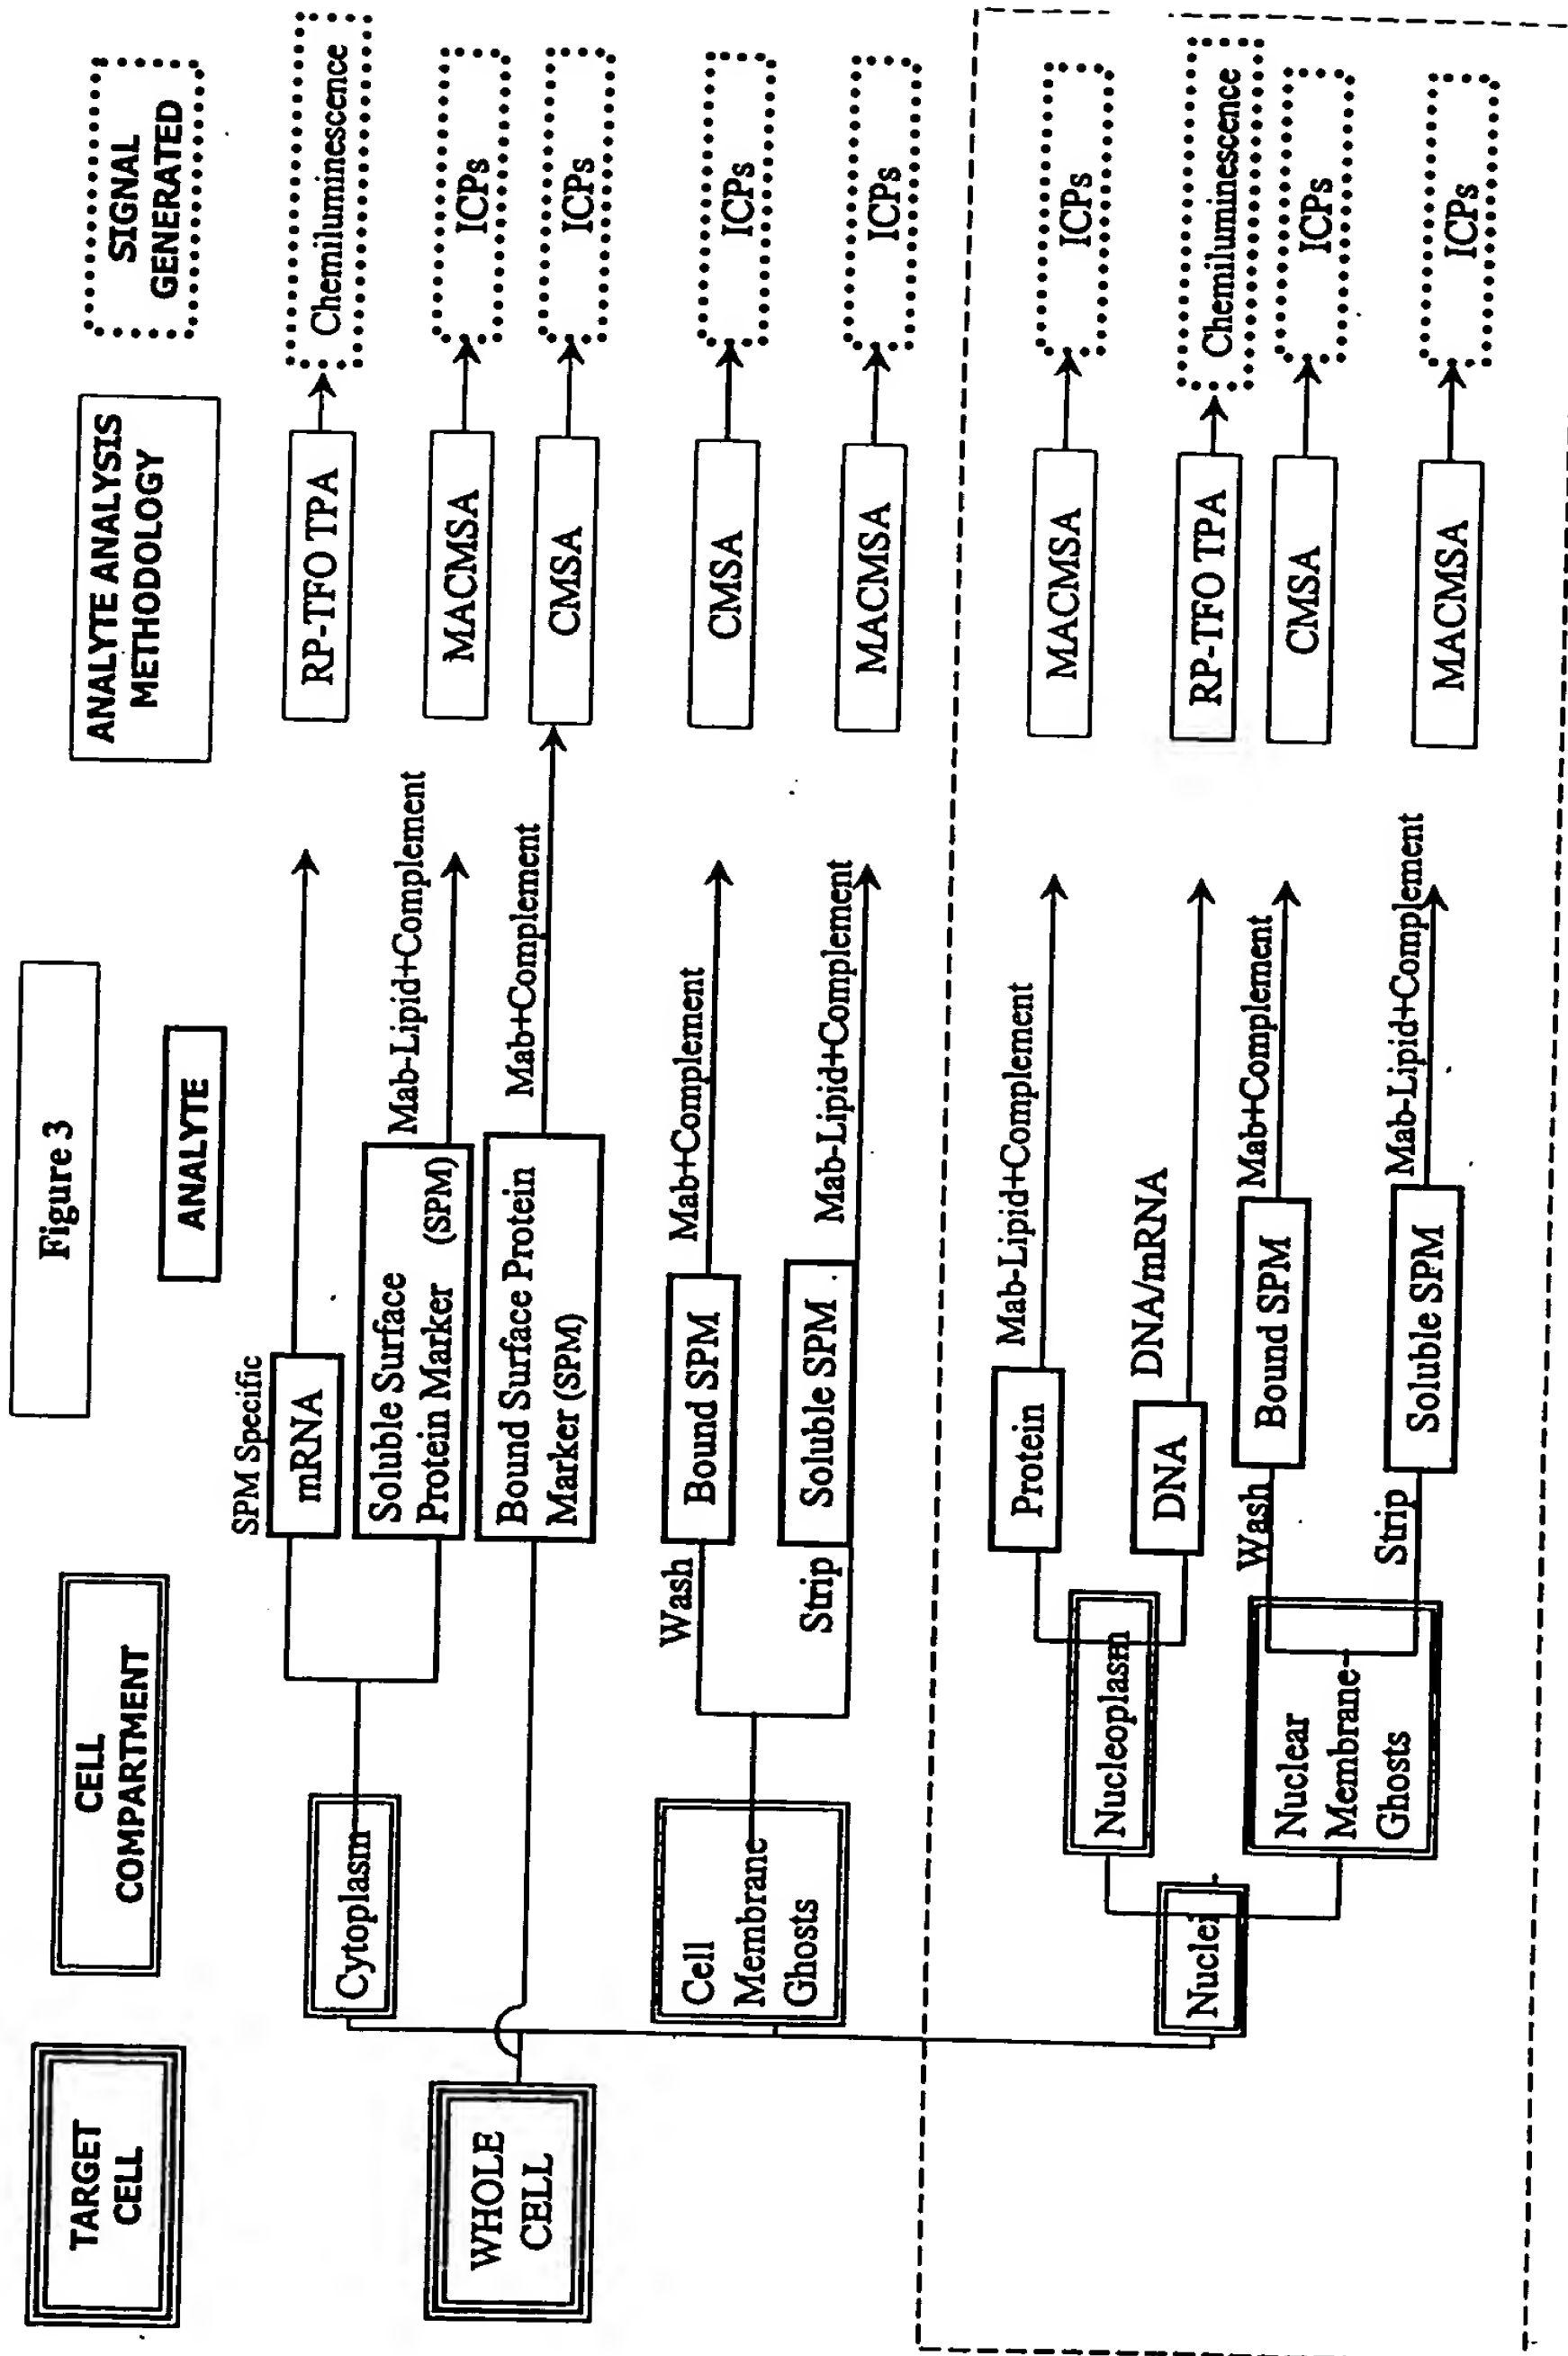 Figure 3
TARGET
CELL
CELL
COMPARTMENT
ANALYTE
ANALYTE ANALYSIS
METHODOLOGY
SIGNAL
GENERATED
WHOLE
CELL
Cytoplasm
SPM Specific
mRNA
RP-TFO TPA
Chemiluminescence
Soluble Surface
Protein Marker (SPM)
Mab-Lipid+Complement
MACMSA
ICPs
Bound Surface Protein
Marker (SPM)
Mab+Complement
CMSA
ICPs
Cell
Membrane
Ghosts
Wash
Bound SPM
Mab+Complement
CMSA
ICPs
Strip
Soluble SPM
Mab-Lipid+Complement
MACMSA
ICPs
Nuclei
Nucleoplasm
Protein
Mab-Lipid+Complement
MACMSA
ICPs
DNA
DNA/mRNA
RP-TFO TPA
Chemiluminescence
Nuclear
Membrane
Ghosts
Wash
Bound SPM
Mab+Complement
CMSA
ICPs
Strip
Soluble SPM
Mab-Lipid+Complement
MACMSA
ICPs